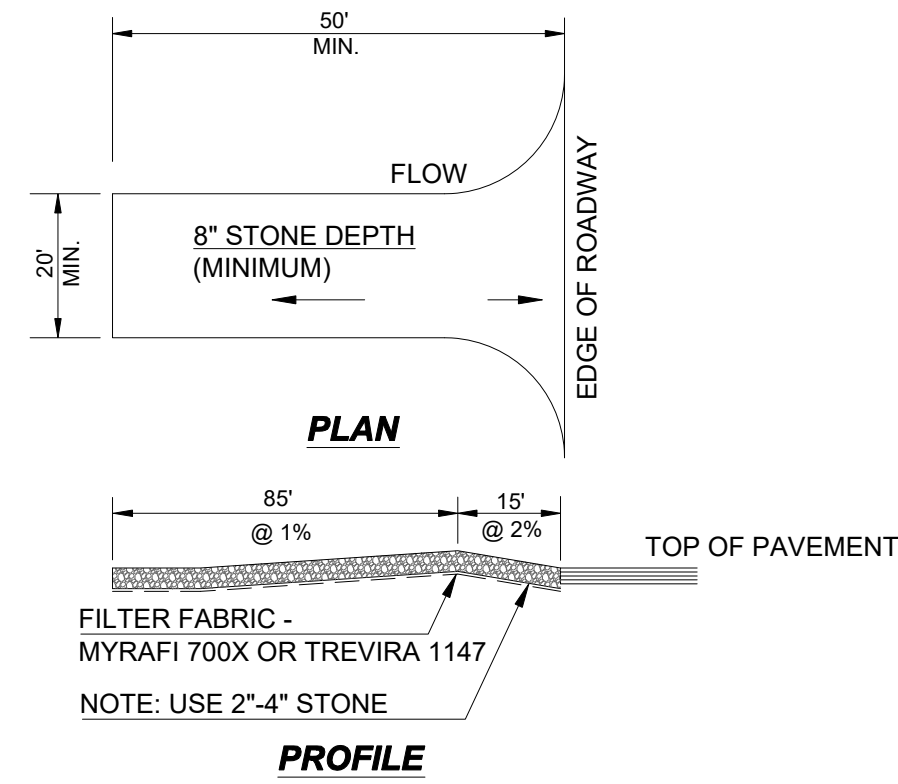 50'
MIN.
FLOW
20'
MIN.
8" STONE DEPTH
(MINIMUM)
EDGE OF ROADWAY
PLAN
85'
@ 1%
15'
@ 2%
TOP OF PAVEMENT
FILTER FABRIC -
MYRAFI 700X OR TREVIRA 1147
NOTE: USE 2"-4" STONE
PROFILE